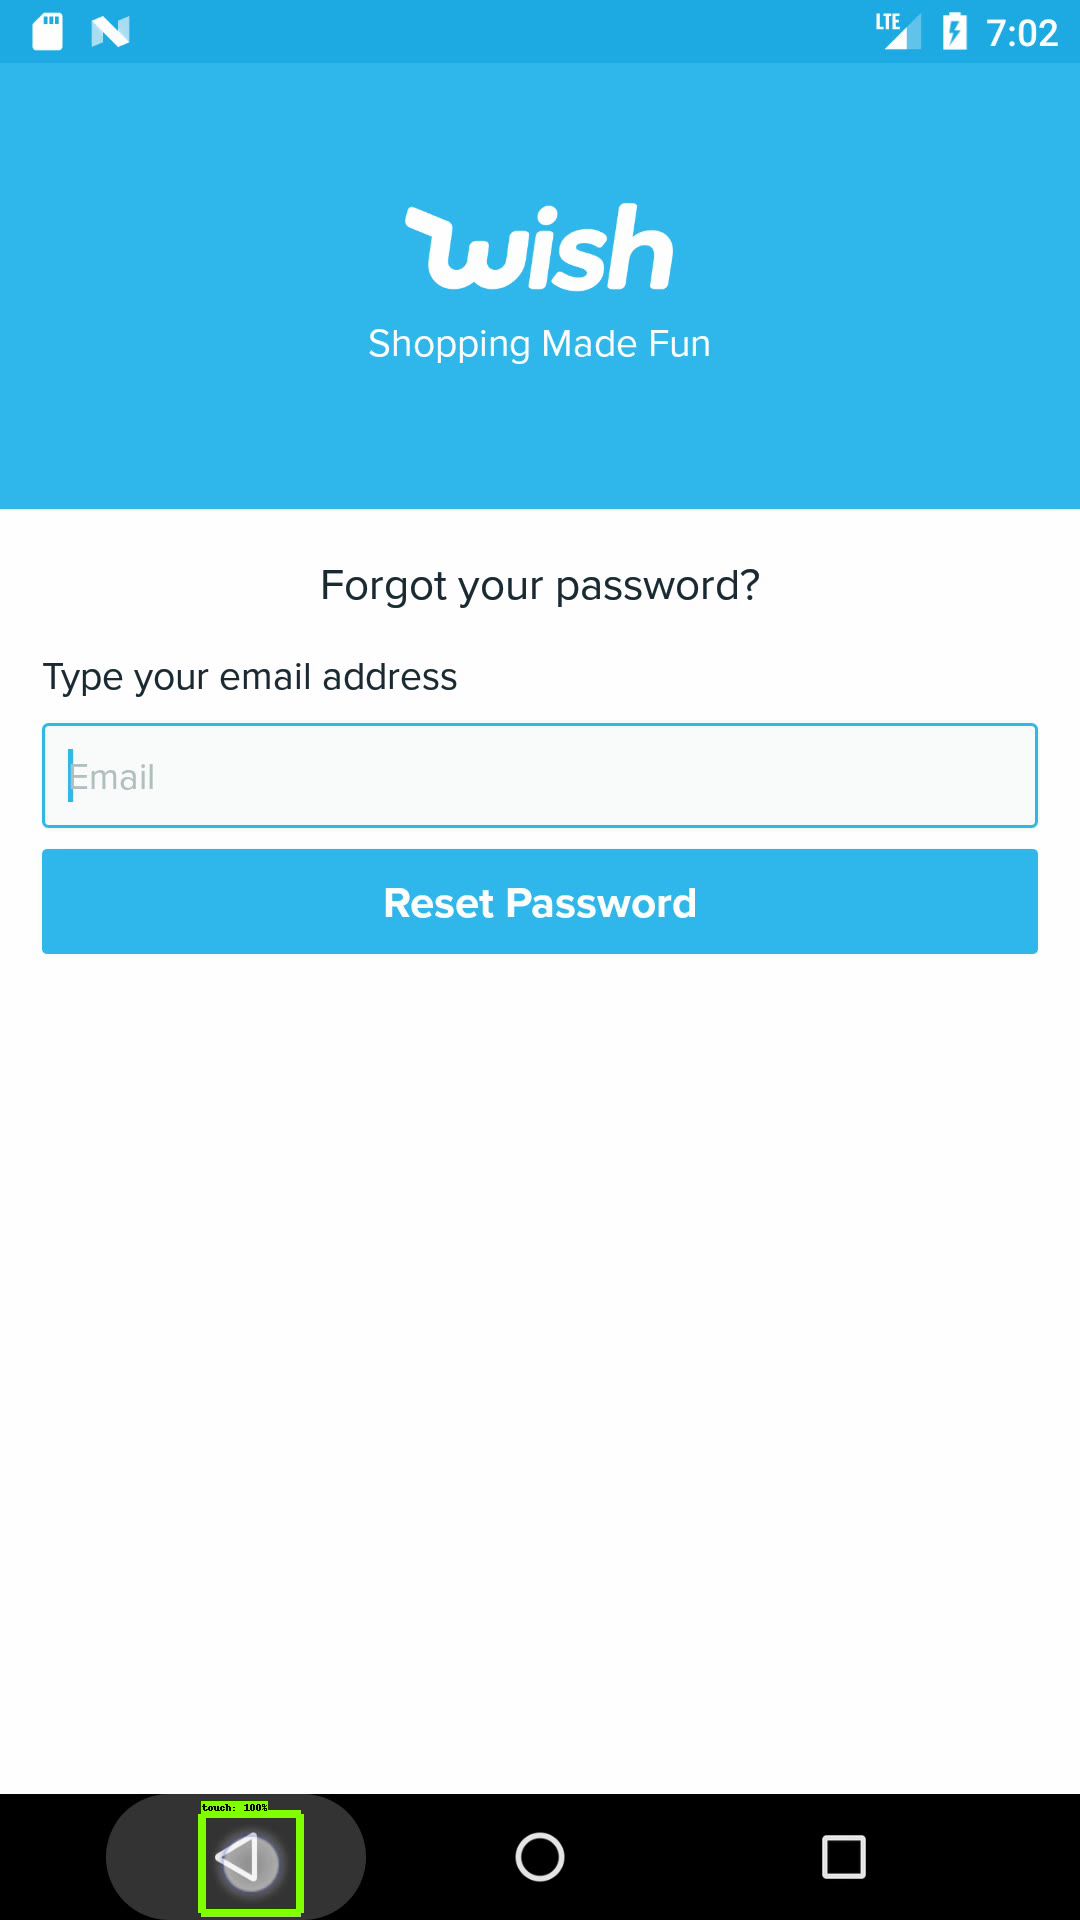 LTE 7:02
wish
Shopping Made Fun
Forgot your password?
Type your email address
Email
Reset Password
touch: 100%